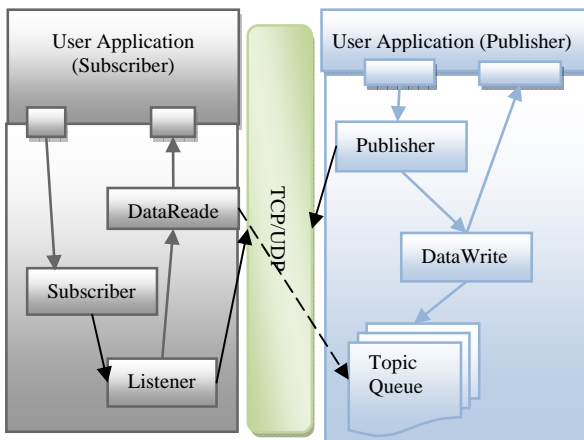 User Application
(Subscriber)
User Application (Publisher)
Publisher
TCP/UDP
DataReade
DataWrite
Subscriber
Listener
Topic
Queue